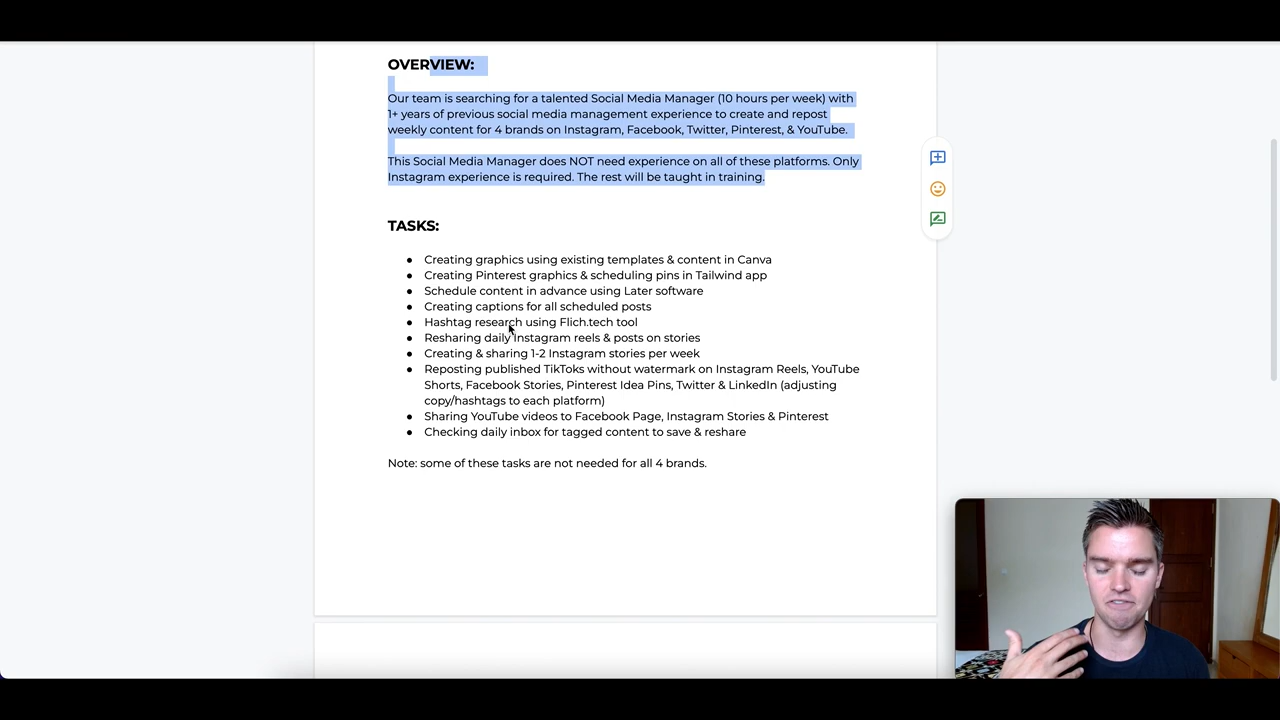 OVERVIEW:
Our team is searching for a talented Social Media Manager (10 hours per week) with
1+ years of previous social media management experience to create and repost
weekly content for 4 brands on Instagram, Facebook, Twitter, Pinterest, & YouTube.
This Social Media Manager does NOT need experience on all of these platforms. Only
Instagram experience is required. The rest will be taught in training.
TASKS:
● Creating graphics using existing templates & content in Canva
● Creating Pinterest graphics & scheduling pins in Tailwind app
● Schedule content in advance using Later software
● Creating captions for all scheduled posts
● Hashtag research using Flich.tech tool
● Resharing daily Instagram reels & posts on stories
● Creating & sharing 1-2 Instagram stories per week
● Reposting published TikToks without watermark on Instagram Reels, YouTube
Shorts, Facebook Stories, Pinterest Idea Pins, Twitter & LinkedIn (adjusting
copy/hashtags to each platform)
● Sharing YouTube videos to Facebook Page, Instagram Stories & Pinterest
● Checking daily inbox for tagged content to save & reshare
Note: some of these tasks are not needed for all 4 brands.